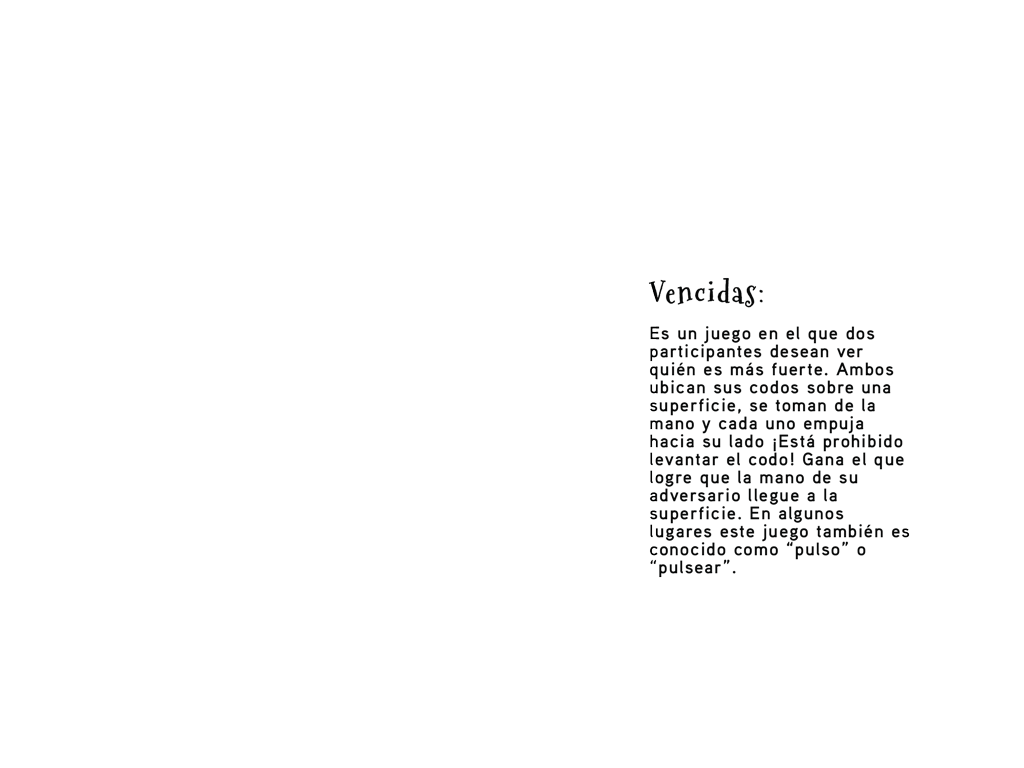 Vencidas:
Es un juego en el que dos
participantes desean ver
quién es más fuerte. Ambos
ubican sus codos sobre una
superficie, se toman de la
mano y cada uno empuja
hacia su lado ¡Está prohibido
levantar el codo! Gana el que
logre que la mano de su
adversario llegue a la
superficie. En algunos
lugares este juego también es
conocido como “pulso” o
“pulsear”.